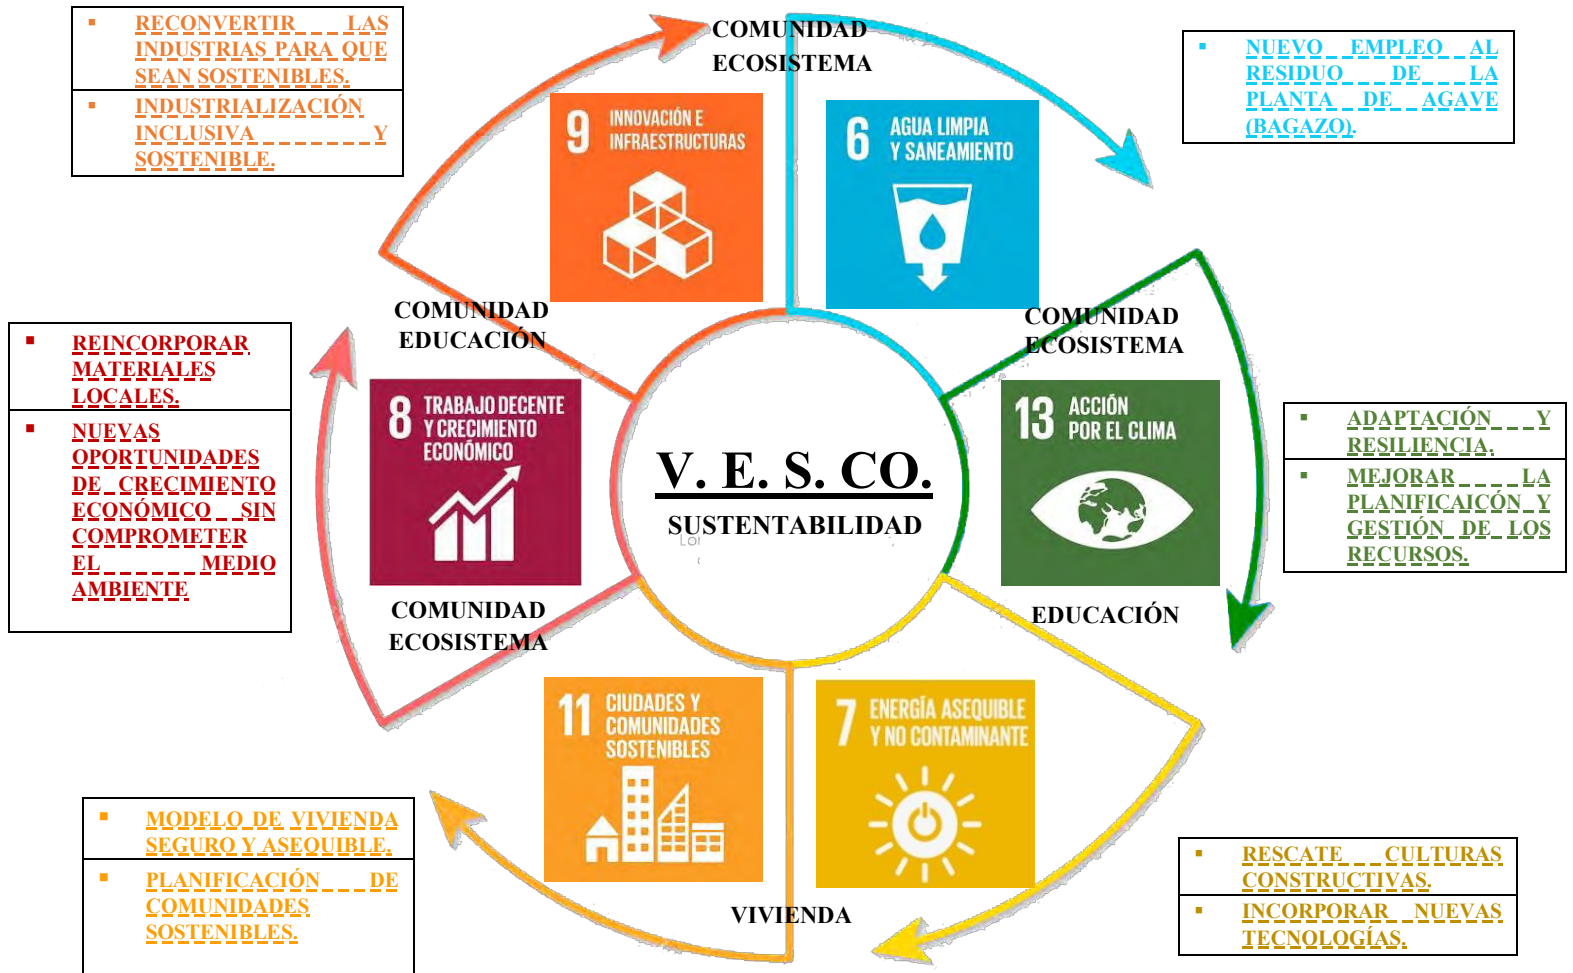 RECONVERTIR LAS
INDUSTRIAS PARA QUE
SEAN SOSTENIBLES.
INDUSTRIALIZACIÓN
INCLUSIVA Y
SOSTENIBLE.
COMUNIDAD
ECOSISTEMA
NUEVO EMPLEO AL
RESIDUO DE LA
PLANTA DE AGAVE
(BAGAZO).
9 INNOVACIÓN E
INFRAESTRUCTURAS
6 AGUA LIMPIA
Y SANEAMIENTO
COMUNIDAD
EDUCACIÓN
COMUNIDAD
ECOSISTEMA
REINCORPORAR
MATERIALES
LOCALES.
NUEVAS
OPORTUNIDADES
DE CRECIMIENTO
ECONÓMICO SIN
COMPROMETER
EL MEDIO
AMBIENTE
8 TRABAJO DECENTE
Y CRECIMIENTO
ECONÓMICO
V. E. S. CO.
SUSTENTABILIDAD
13 ACCIÓN
POR EL CLIMA
ADAPTACIÓN Y
RESILIENCIA.
MEJORAR LA
PLANIFICAICÓN Y
GESTIÓN DE LOS
RECURSOS.
COMUNIDAD
ECOSISTEMA
EDUCACIÓN
11 CIUDADES Y
COMUNIDADES
SOSTENIBLES
7 ENERGÍA ASEQUIBLE
Y NO CONTAMINANTE
MODELO DE VIVIENDA
SEGURO Y ASEQUIBLE.
PLANIFICACIÓN DE
COMUNIDADES
SOSTENIBLES.
VIVIENDA
RESCATE CULTURAS
CONSTRUCTIVAS.
INCORPORAR NUEVAS
TECNOLOGÍAS.